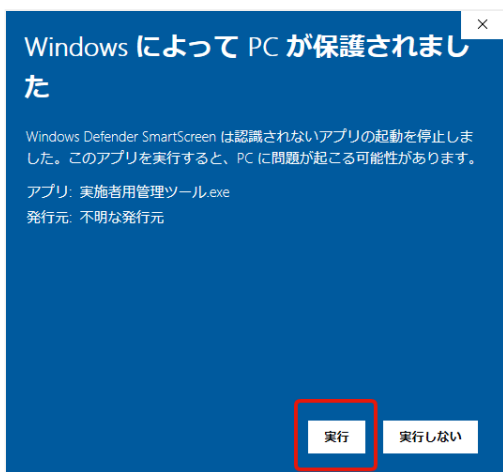 Windows によって PC が保護されまし
た
Windows Defender SmartScreen は認識されないアプリの起動を停止しま
した。このアプリを実行すると、PC に問題が起こる可能性があります。
アプリ: 実施者用管理ツール.exe
発行元: 不明な発行元
実行 実行しない